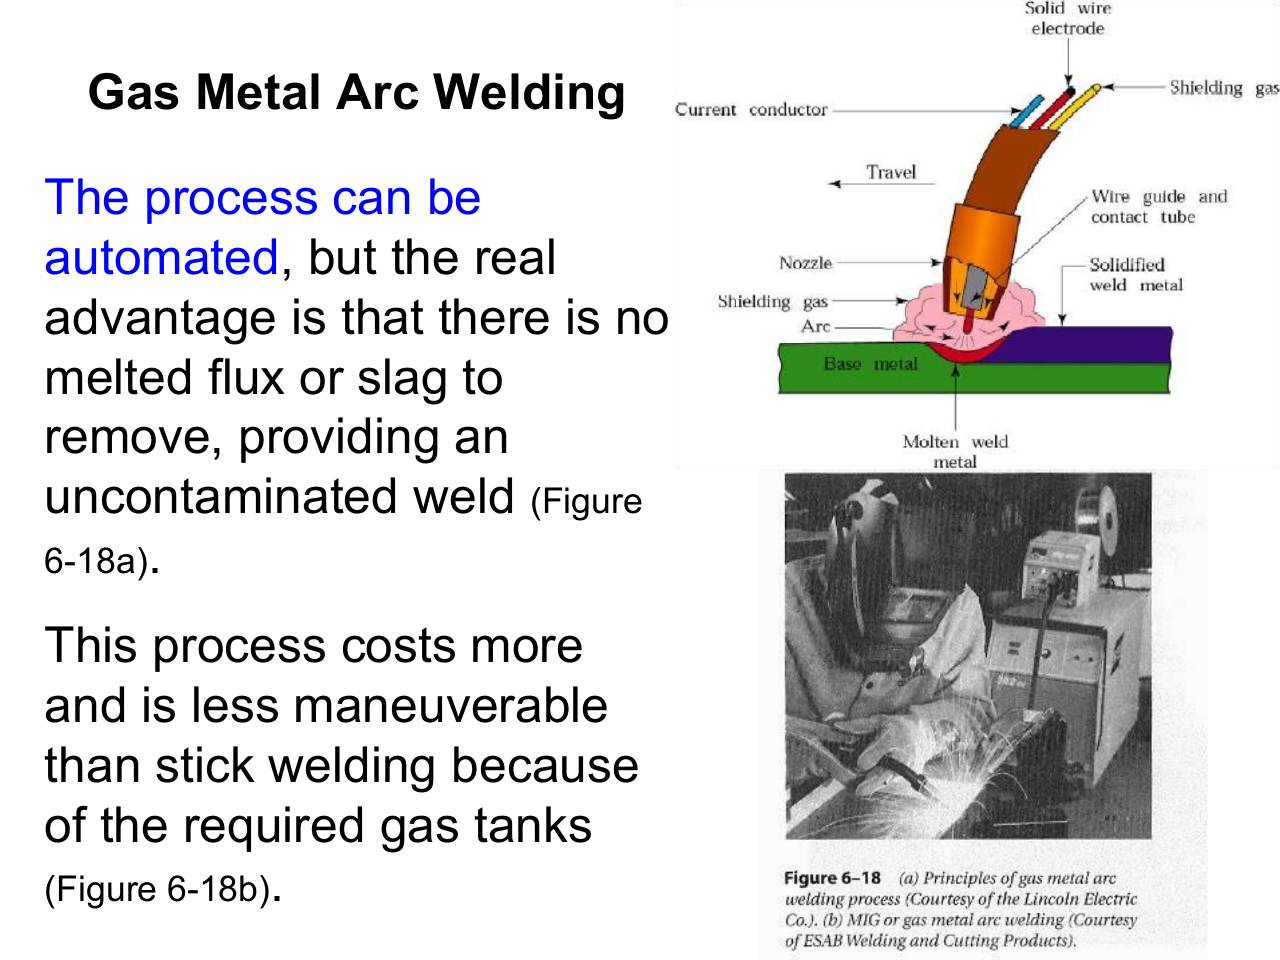 Gas Metal Arc Welding
The process can be
automated, but the real
advantage is that there is no
melted flux or slag to
remove, providing an
uncontaminated weld (Figure
6-18a).
This process costs more
and is less maneuverable
than stick welding because
of the required gas tanks
(Figure 6-18b).
Solid wire
electrode
Shielding gas
Current conductor
Travel
Wire guide and
contact tube
Nozzle
Solidified
weld metal
Shielding gas
Arc
Base metal
Molten weld
metal
Figure 6–18 (a) Principles of gas metal arc
welding process (Courtesy of the Lincoln Electric
Co.). (b) MIG or gas metal arc welding (Courtesy
of ESAB Welding and Cutting Products).